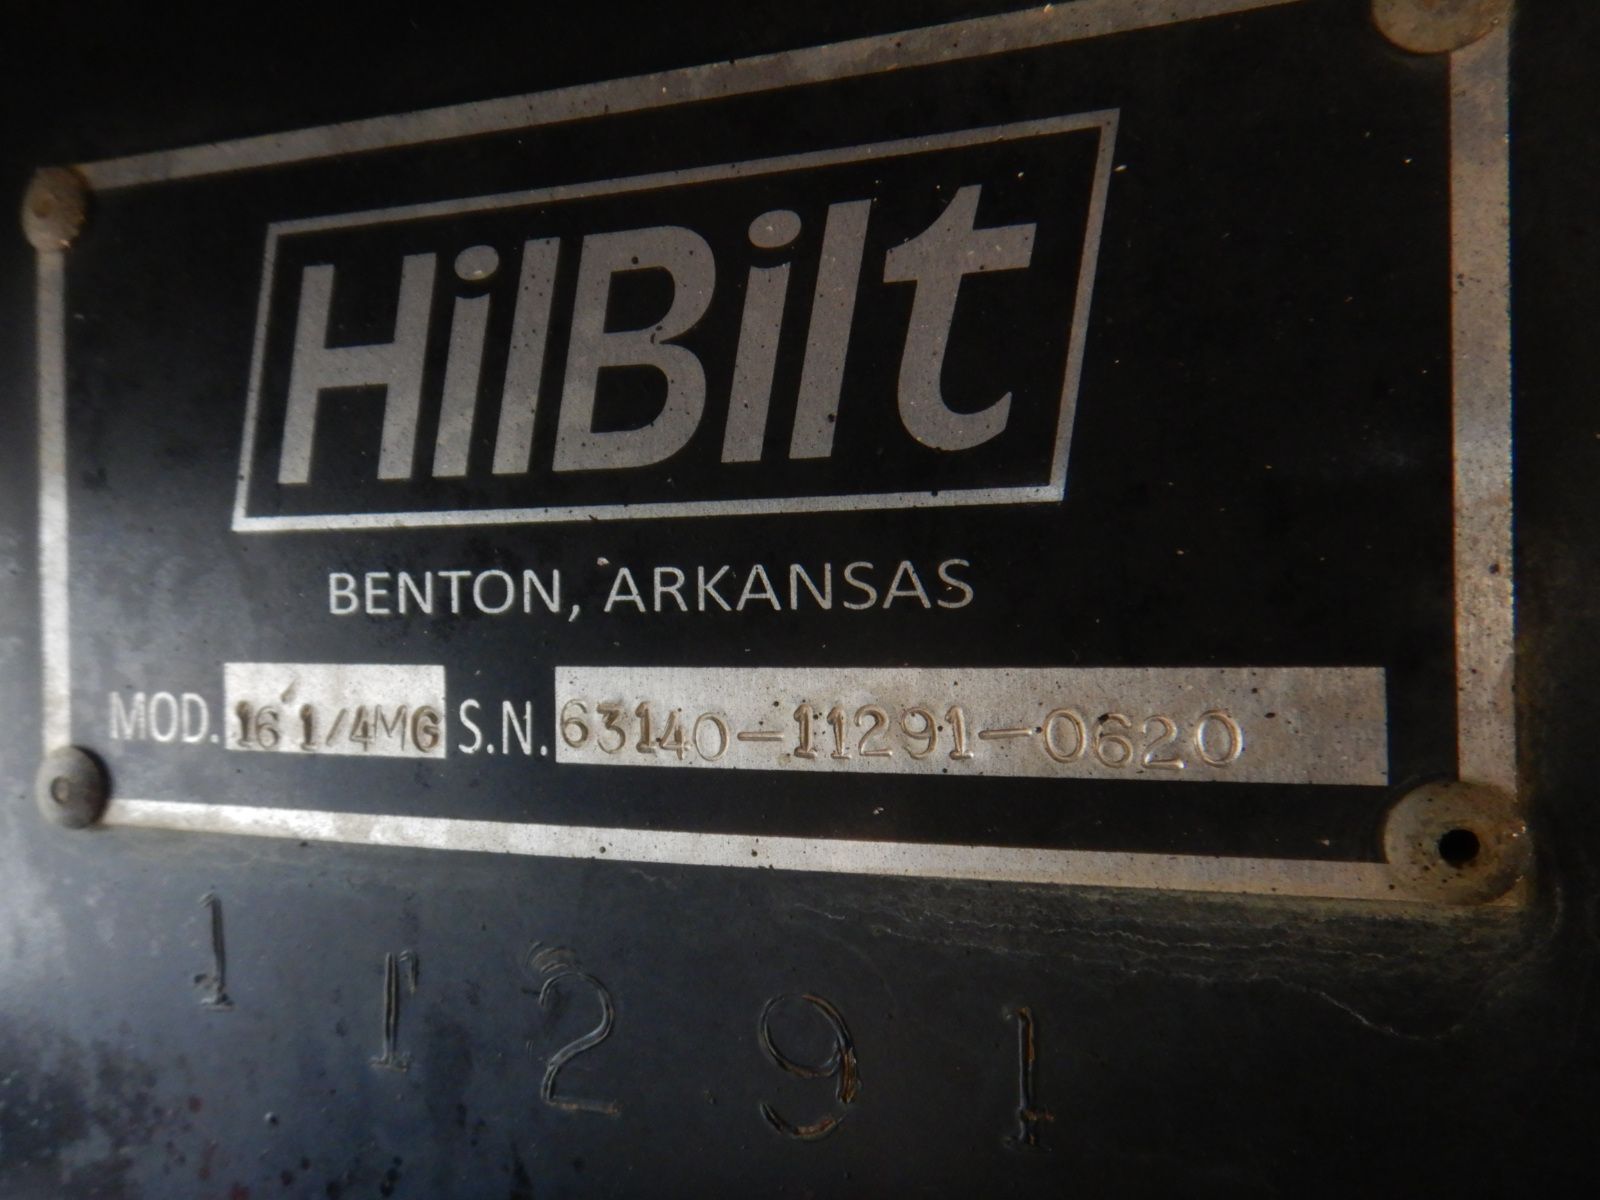 HilBilt
BENTON, ARKANSAS
MOD. 16 1/4MG S.N. 63140-11291-0620
11291